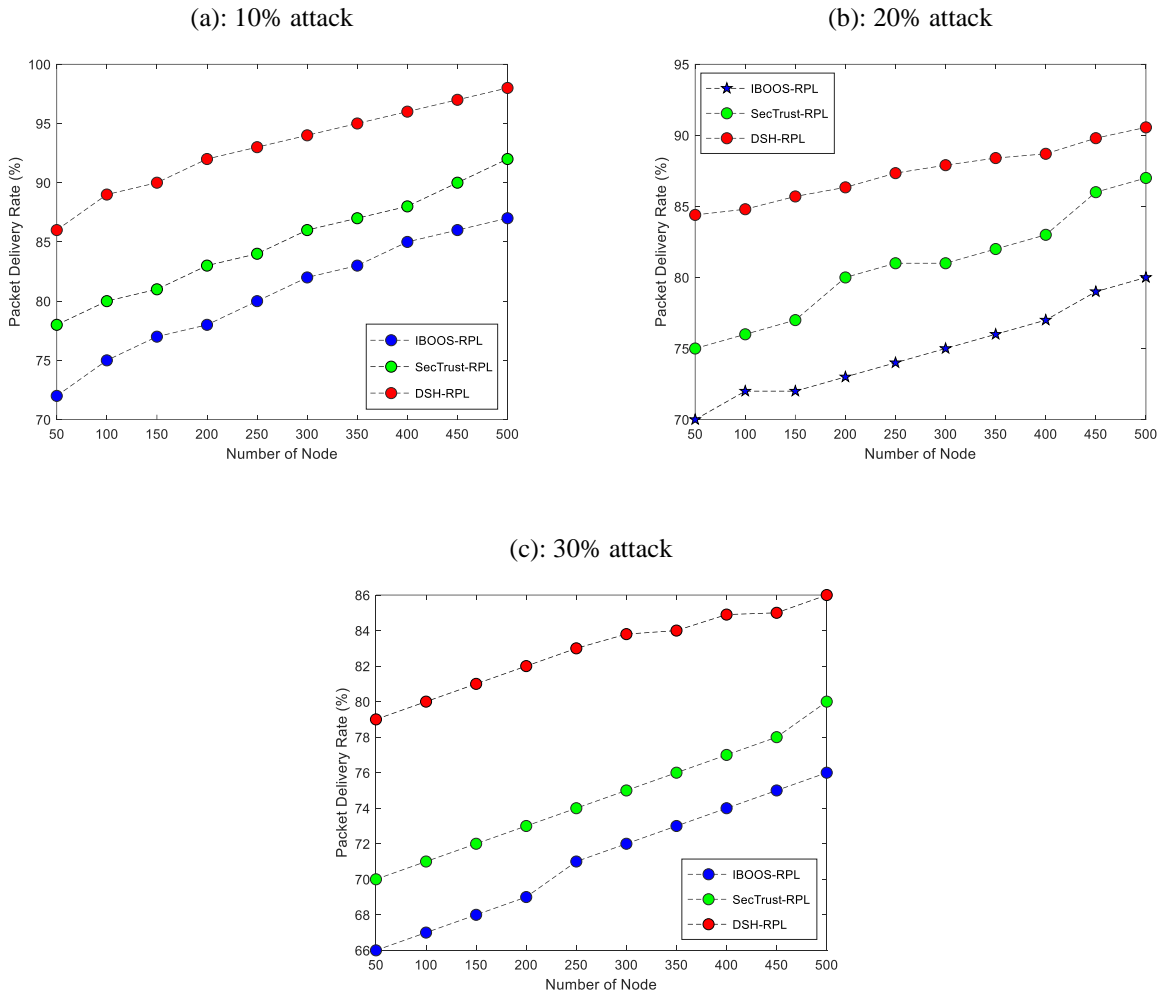 (a): 10% attack
100
95
90
85
80
75
70
Packet Delivery Rate (%)
50 100 150 200 250 300 350 400 450 500
Number of Node
IBOOS-RPL
SecTrust-RPL
DSH-RPL
(b): 20% attack
95
90
85
80
75
70
Packet Delivery Rate (%)
50 100 150 200 250 300 350 400 450 500
Number of Node
IBOOS-RPL
SecTrust-RPL
DSH-RPL
(c): 30% attack
86
84
82
80
78
76
74
72
70
68
66
Packet Delivery Rate (%)
50 100 150 200 250 300 350 400 450 500
Number of Node
IBOOS-RPL
SecTrust-RPL
DSH-RPL